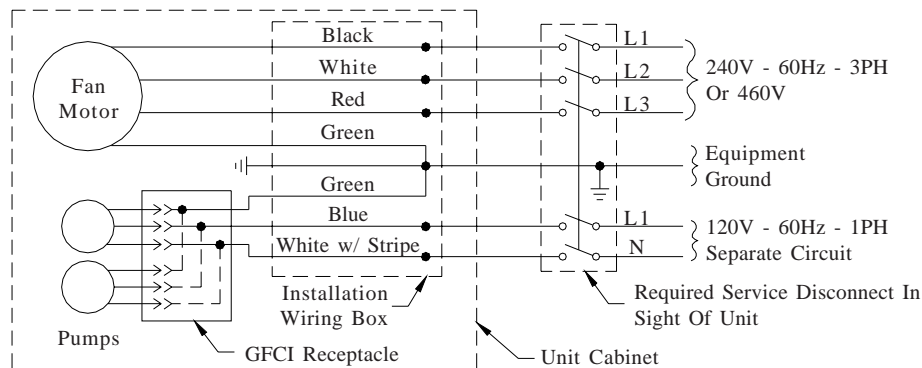 Black
L1
White
L2
240V - 60Hz - 3PH
Or 460V
Fan
Motor
Red
L3
Green
Equipment
Ground
Green
Blue
L1
120V - 60Hz - 1PH
Separate Circuit
White w/ Stripe
N
Installation
Wiring Box
Required Service Disconnect In
Sight Of Unit
Pumps
GFCI Receptacle
Unit Cabinet